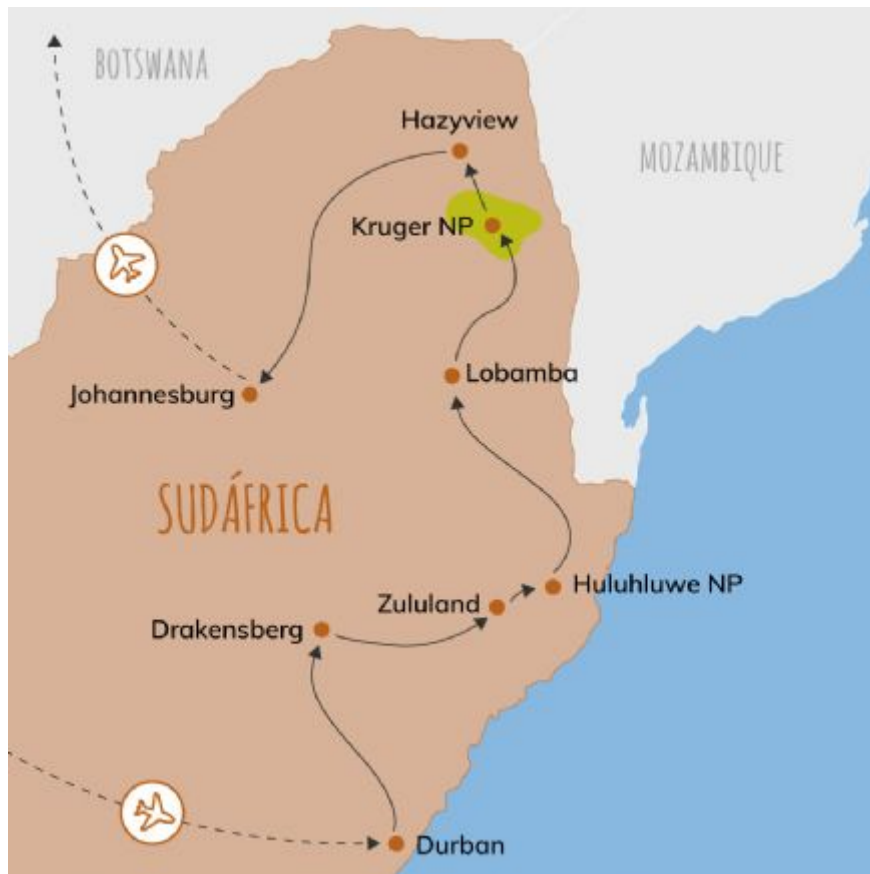 BOTSWANA
Hazyview
MOZAMBIQUE
Kruger NP
Lobamba
Johannesburg
SUDÁFRICA
Huluhluwe NP
Zululand
Drakensberg
Durban